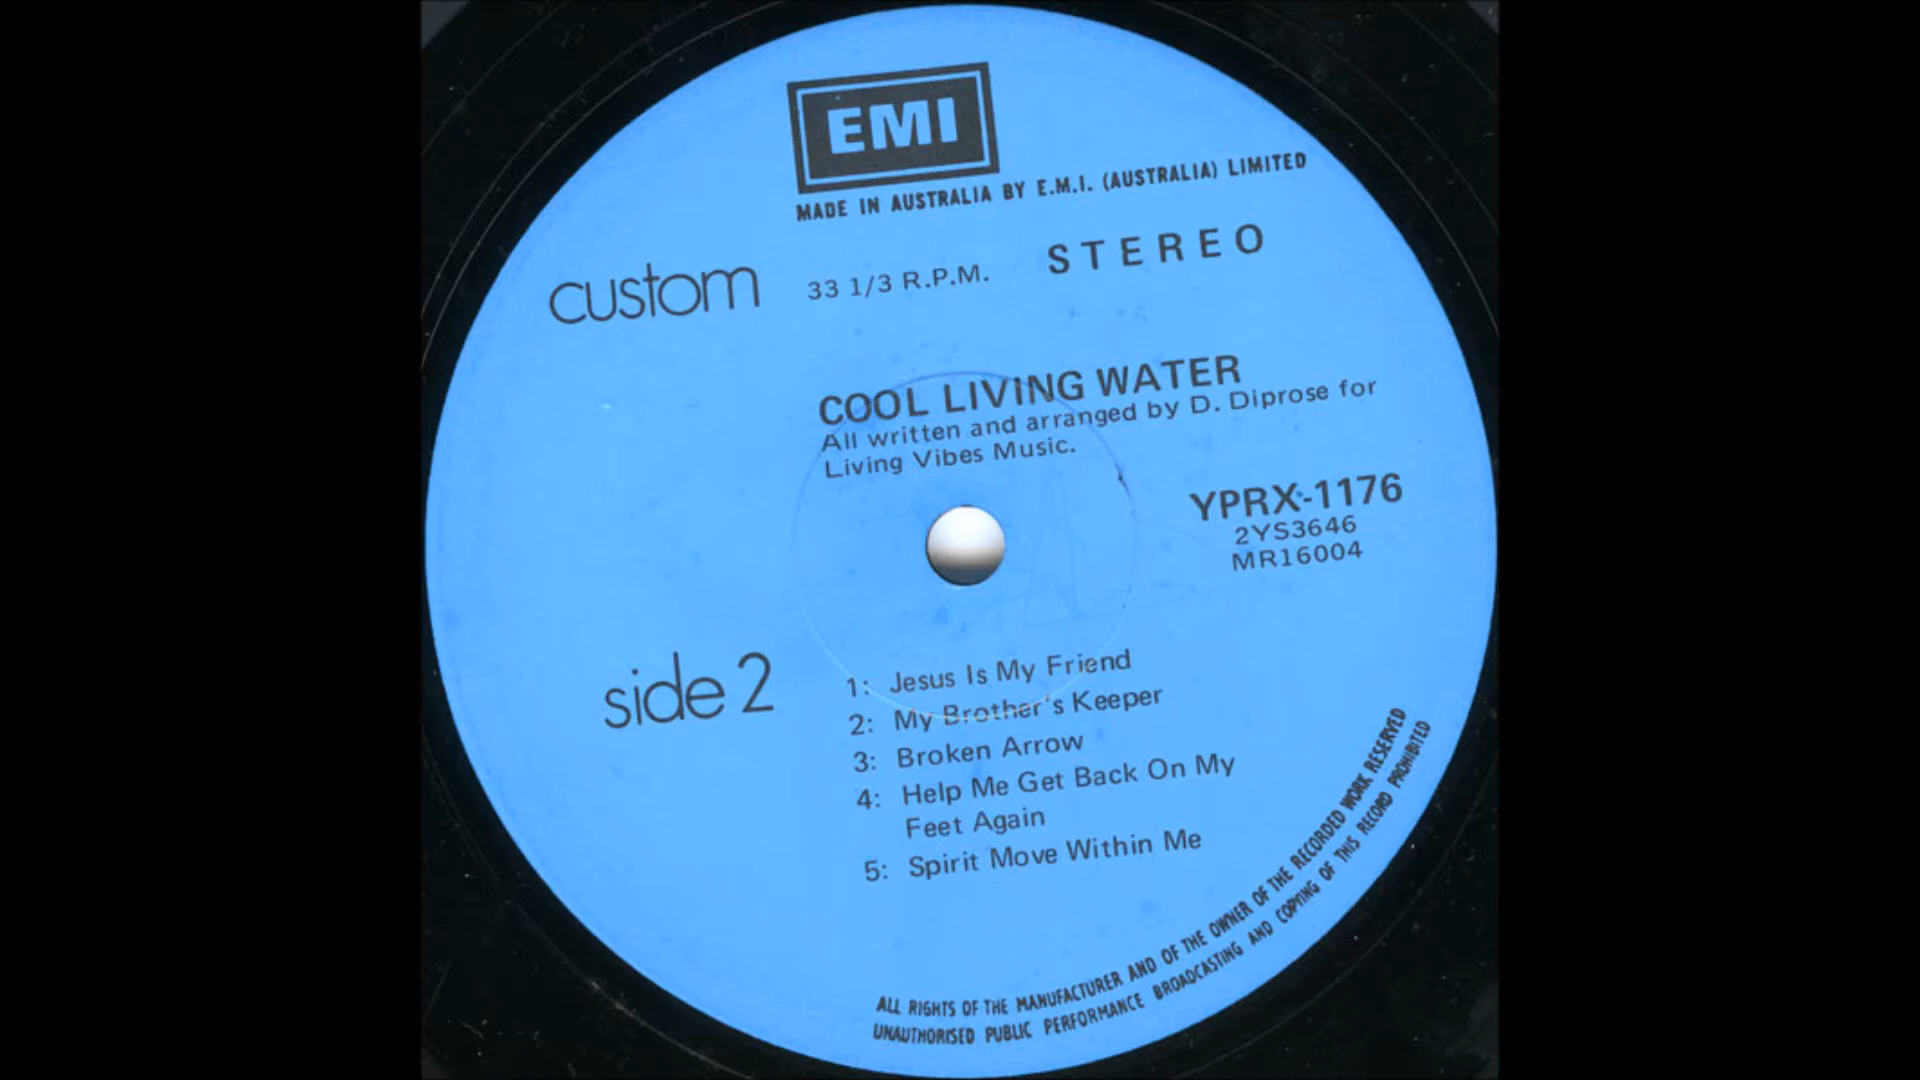 EMI
MADE IN AUSTRALIA BY E.M.I. (AUSTRALIA) LIMITED
custom
33 1/3 R.P.M.
STEREO
COOL LIVING WATER
All written and arranged by D. Diprose for
Living Vibes Music.
YPRX-1176
2YS3646
MR16004
side 2
1: Jesus Is My Friend
2: My Brother's Keeper
3: Broken Arrow
4: Help Me Get Back On My
Feet Again
5: Spirit Move Within Me
ALL RIGHTS OF THE MANUFACTURER AND OF THE OWNER OF THE RECORDED WORK RESERVED
UNAUTHORISED PUBLIC PERFORMANCE BROADCASTING AND COPYING OF THIS RECORD PROHIBITED